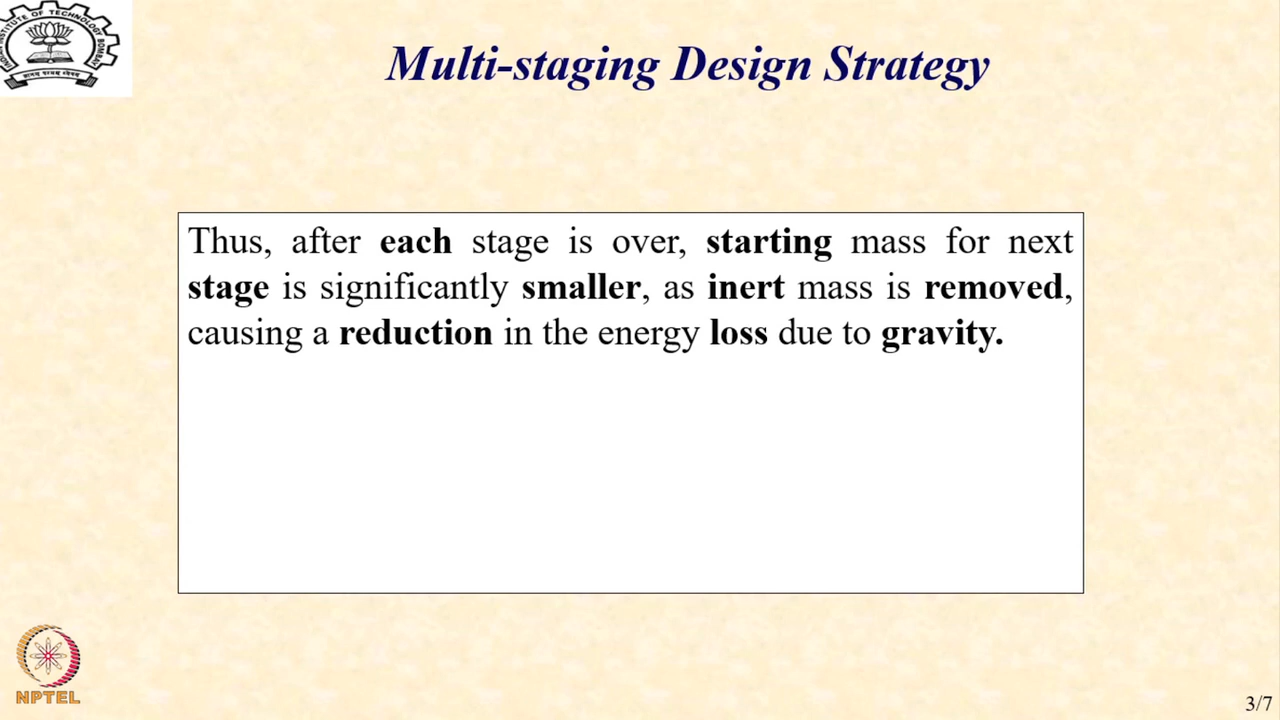 Multi-staging Design Strategy
Thus, after each stage is over, starting mass for next
stage is significantly smaller, as inert mass is removed,
causing a reduction in the energy loss due to gravity.
NPTEL
3/7